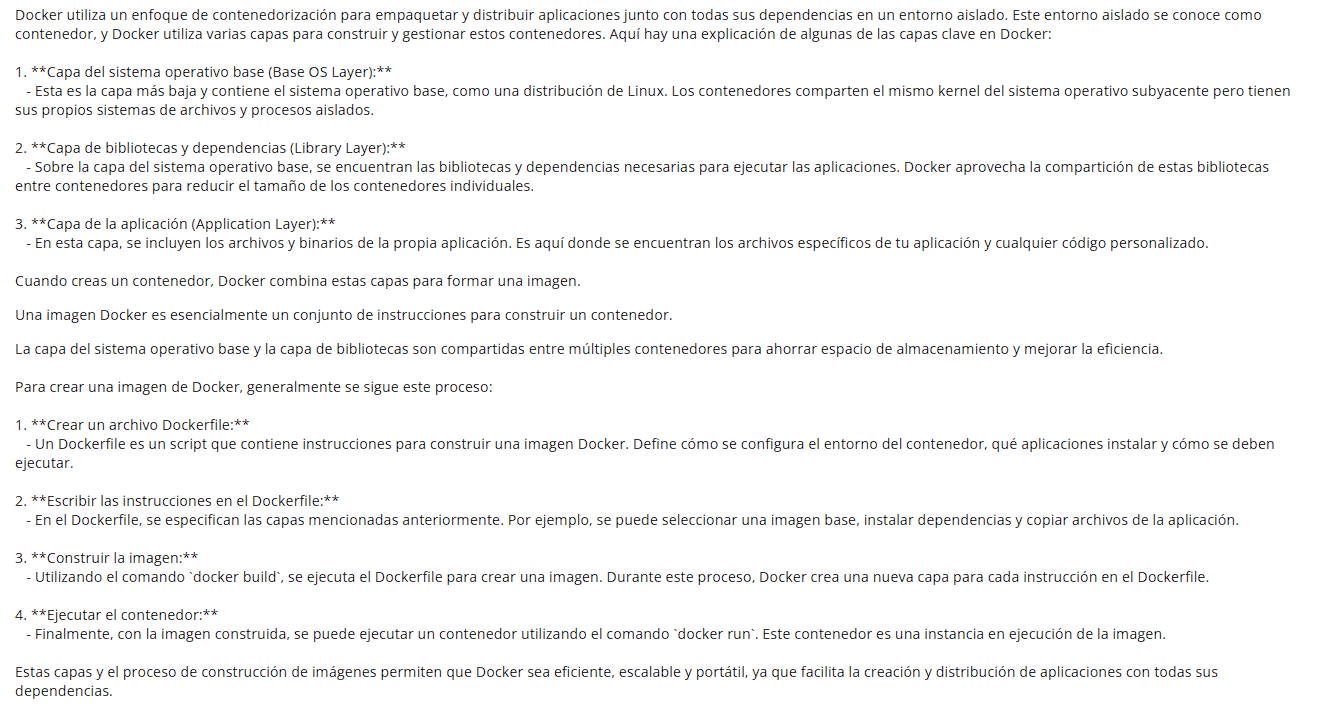 Docker utiliza un enfoque de contenedorización para empaquetar y distribuir aplicaciones junto con todas sus dependencias en un entorno aislado. Este entorno aislado se conoce como
contenedor, y Docker utiliza varias capas para construir y gestionar estos contenedores. Aquí hay una explicación de algunas de las capas clave en Docker:
1. **Capa del sistema operativo base (Base OS Layer):**
- Esta es la capa más baja y contiene el sistema operativo base, como una distribución de Linux. Los contenedores comparten el mismo kernel del sistema operativo subyacente pero tienen
sus propios sistemas de archivos y procesos aislados.
2. **Capa de bibliotecas y dependencias (Library Layer):**
- Sobre la capa del sistema operativo base, se encuentran las bibliotecas y dependencias necesarias para ejecutar las aplicaciones. Docker aprovecha la compartición de estas bibliotecas
entre contenedores para reducir el tamaño de los contenedores individuales.
3. **Capa de la aplicación (Application Layer):**
- En esta capa, se incluyen los archivos y binarios de la propia aplicación. Es aquí donde se encuentran los archivos específicos de tu aplicación y cualquier código personalizado.
Cuando creas un contenedor, Docker combina estas capas para formar una imagen.
Una imagen Docker es esencialmente un conjunto de instrucciones para construir un contenedor.
La capa del sistema operativo base y la capa de bibliotecas son compartidas entre múltiples contenedores para ahorrar espacio de almacenamiento y mejorar la eficiencia.
Para crear una imagen de Docker, generalmente se sigue este proceso:
1. **Crear un archivo Dockerfile:**
- Un Dockerfile es un script que contiene instrucciones para construir una imagen Docker. Define cómo se configura el entorno del contenedor, qué aplicaciones instalar y cómo se deben
ejecutar.
2. **Escribir las instrucciones en el Dockerfile:**
- En el Dockerfile, se especifican las capas mencionadas anteriormente. Por ejemplo, se puede seleccionar una imagen base, instalar dependencias y copiar archivos de la aplicación.
3. **Construir la imagen:**
- Utilizando el comando `docker build`, se ejecuta el Dockerfile para crear una imagen. Durante este proceso, Docker crea una nueva capa para cada instrucción en el Dockerfile.
4. **Ejecutar el contenedor:**
- Finalmente, con la imagen construida, se puede ejecutar un contenedor utilizando el comando `docker run`. Este contenedor es una instancia en ejecución de la imagen.
Estas capas y el proceso de construcción de imágenes permiten que Docker sea eficiente, escalable y portátil, ya que facilita la creación y distribución de aplicaciones con todas sus
dependencias.